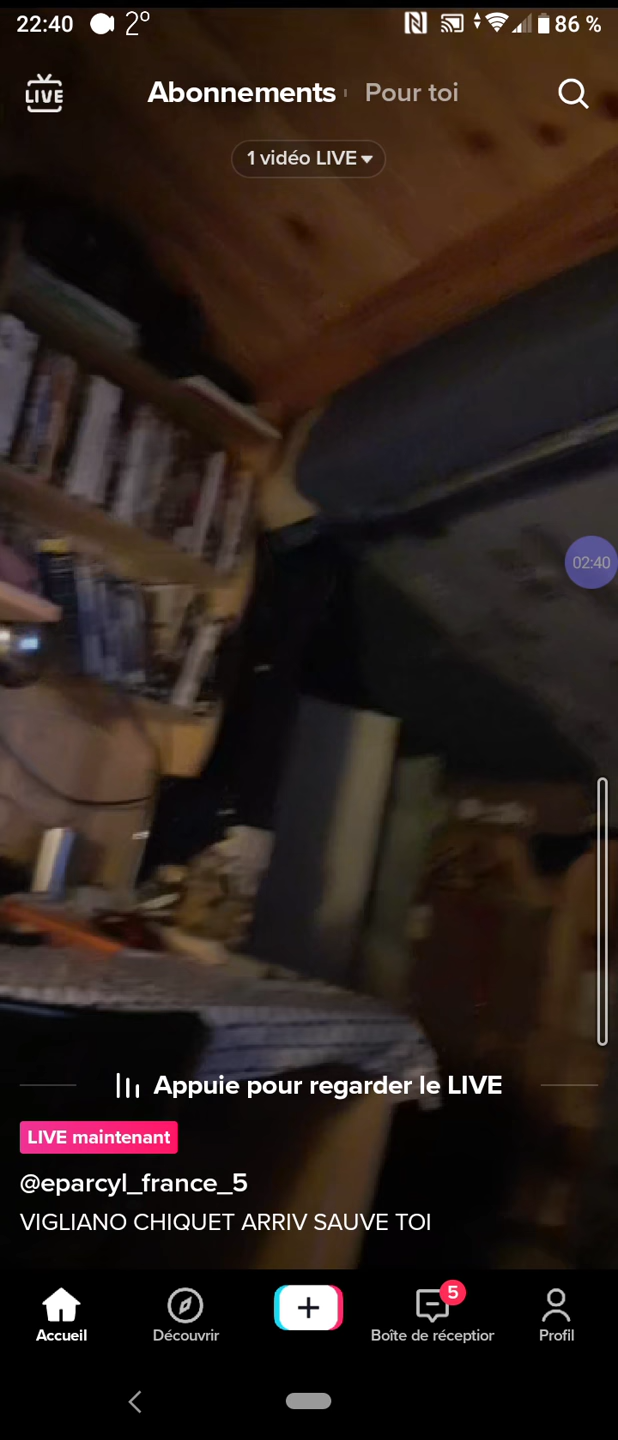 22:40 2° 86 %
LIVE Abonnements Pour toi
1 vidéo LIVE
02:40
Appuie pour regarder le LIVE
LIVE maintenant
@eparcyl_france_5
VIGLIANO CHIQUET ARRIV SAUVE TOI
5
Accueil Découvrir Boîte de réception Profil